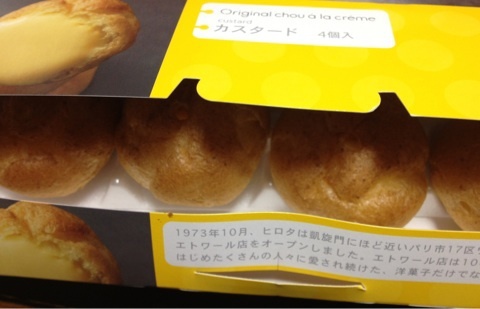 Original chou à la crème
custard
カスタード 4個入
1973年10月、ヒロタは凱旋門にほど近いパリ市17区
エトワール店をオープンしました。エトワール店は10
はじめたくさんの人々に愛され続けた、洋菓子だけでな